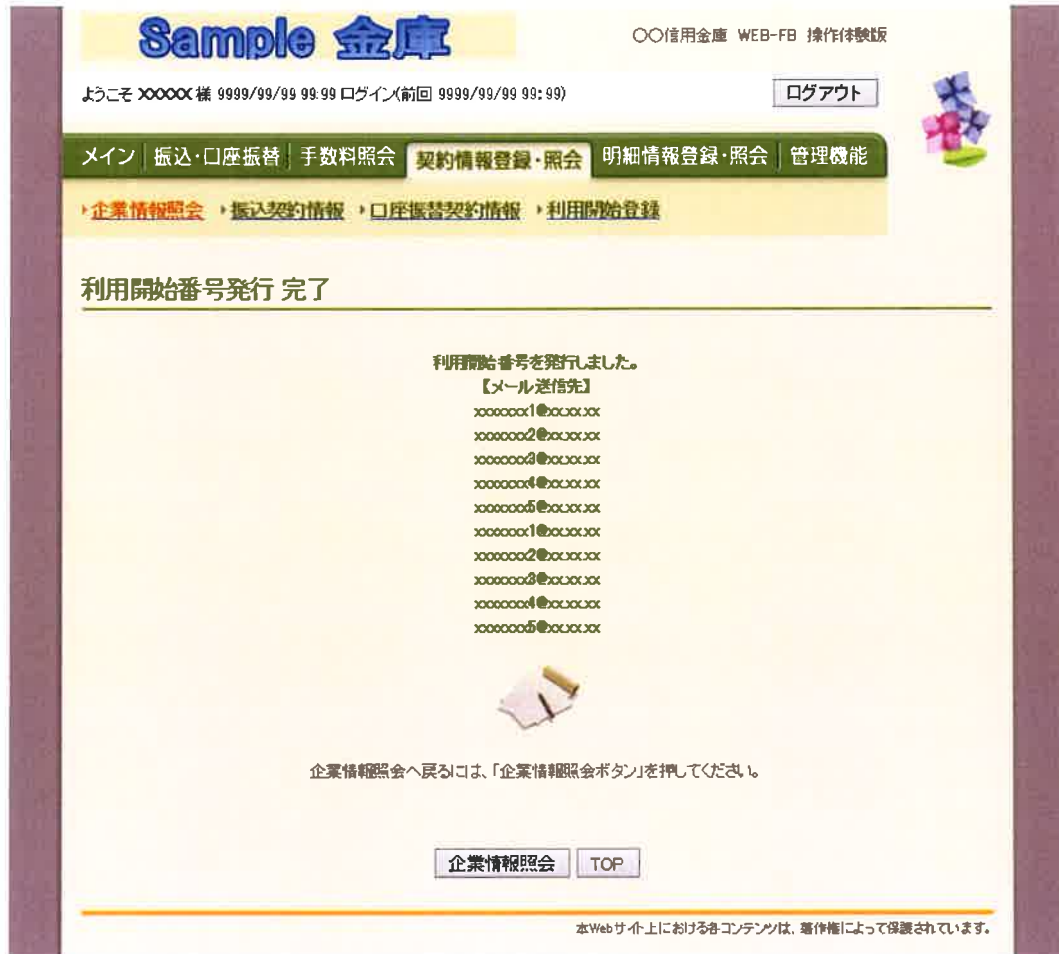 Sample 金庫
〇〇信用金庫 WEB-FB 操作体験版
ようこそ XXXXX 様 9999/99/99 99:99 ログイン(前回 9999/99/99 99:99)
ログアウト
メイン 振込・口座振替 手数料照会 契約情報登録・照会 明細情報登録・照会 管理機能
企業情報照会 振込契約情報 口座振替契約情報 利用開始登録
利用開始番号発行 完了
利用開始番号を発行しました。
【メール送信先】
xxxxxxx1@xx.xx.xx
xxxxxxx2@xx.xx.xx
xxxxxxx3@xx.xx.xx
xxxxxxx4@xx.xx.xx
xxxxxxx5@xx.xx.xx
xxxxxxx1@xx.xx.xx
xxxxxxx2@xx.xx.xx
xxxxxxx3@xx.xx.xx
xxxxxxx4@xx.xx.xx
xxxxxxx5@xx.xx.xx
企業情報照会へ戻るには、「企業情報照会ボタン」を押してください。
企業情報照会 TOP
本Webサイト上における各コンテンツは、著作権によって保護されています。